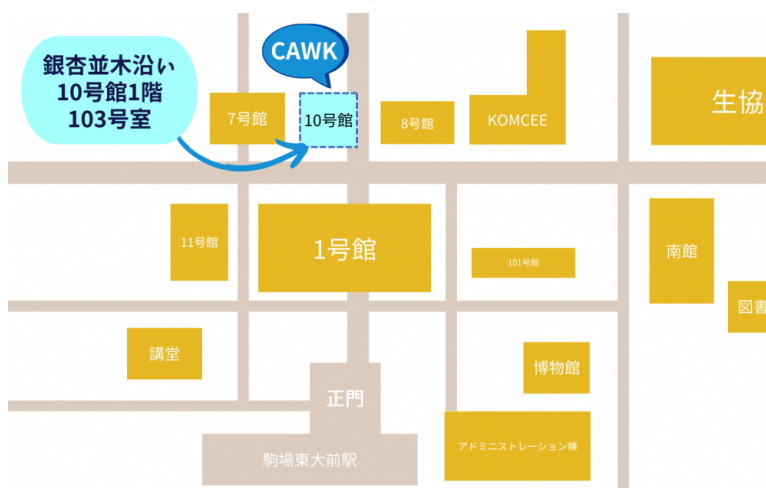 CAWK
銀杏並木沿い
10号館1階
103号室
7号館
10号館
8号館
KOMCEE
生協
11号館
1号館
101号館
南館
図書
講堂
博物館
正門
アドミニストレーション棟
駒場東大前駅